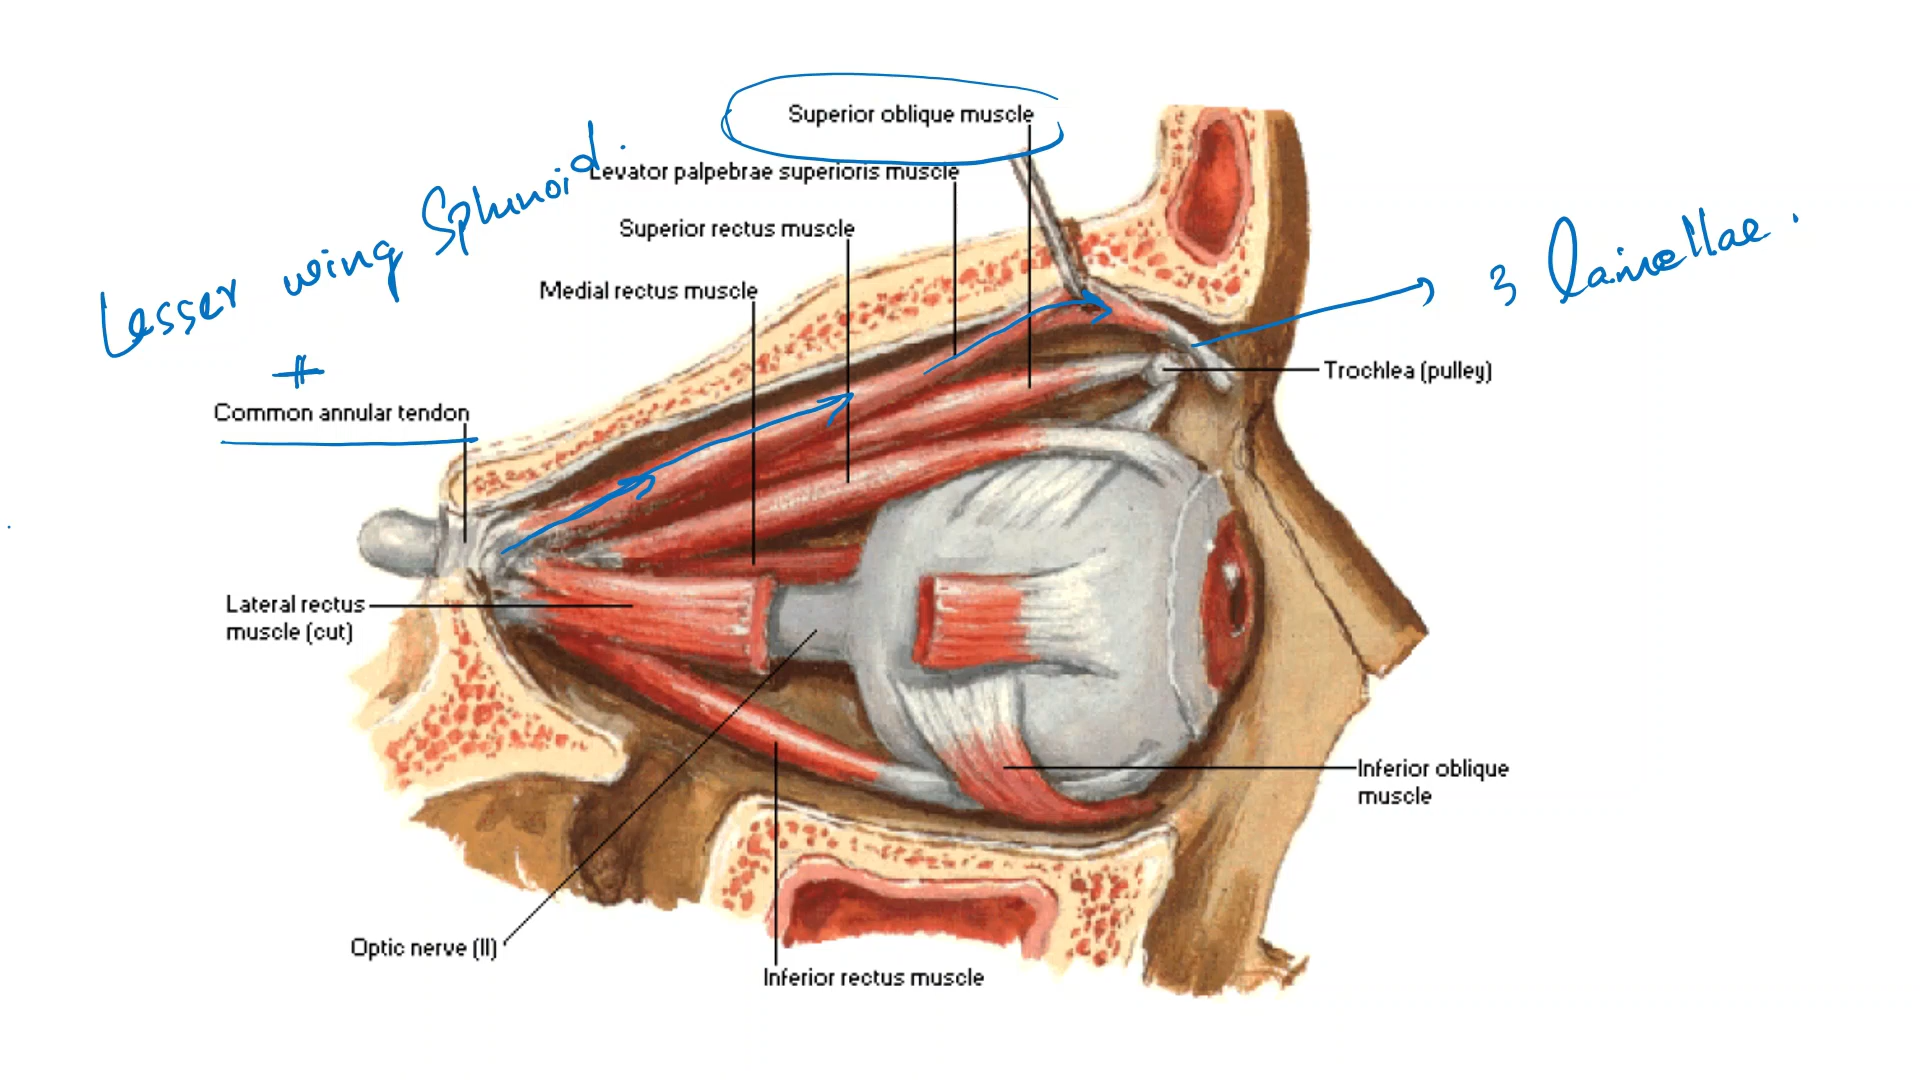 Superior oblique muscle
Levator palpebrae superioris muscle
Lesser wing Sphenoid.
Superior rectus muscle
3 lamellae.
Medial rectus muscle
+
Trochlea (pulley)
Common annular tendon
Lateral rectus
muscle (cut)
Inferior oblique
muscle
Optic nerve (II)
Inferior rectus muscle